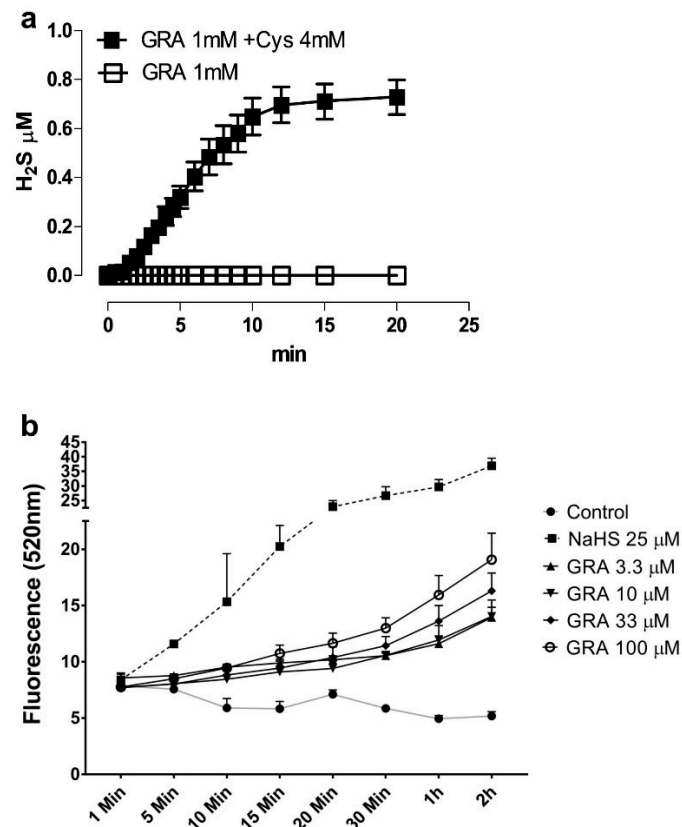 a
1.0
0.8
0.6
0.4
0.2
0.0
H₂S μM
GRA 1mM +Cys 4mM
GRA 1mM
0 5 10 15 20 25
min
b
45
35
25
20
15
10
5
0
Fluorescence (520nm)
Control
NaHS 25 μM
GRA 3.3 μM
GRA 10 μM
GRA 33 μM
GRA 100 μM
1 Min 5 Min 10 Min 15 Min 20 Min 30 Min 1h 2h